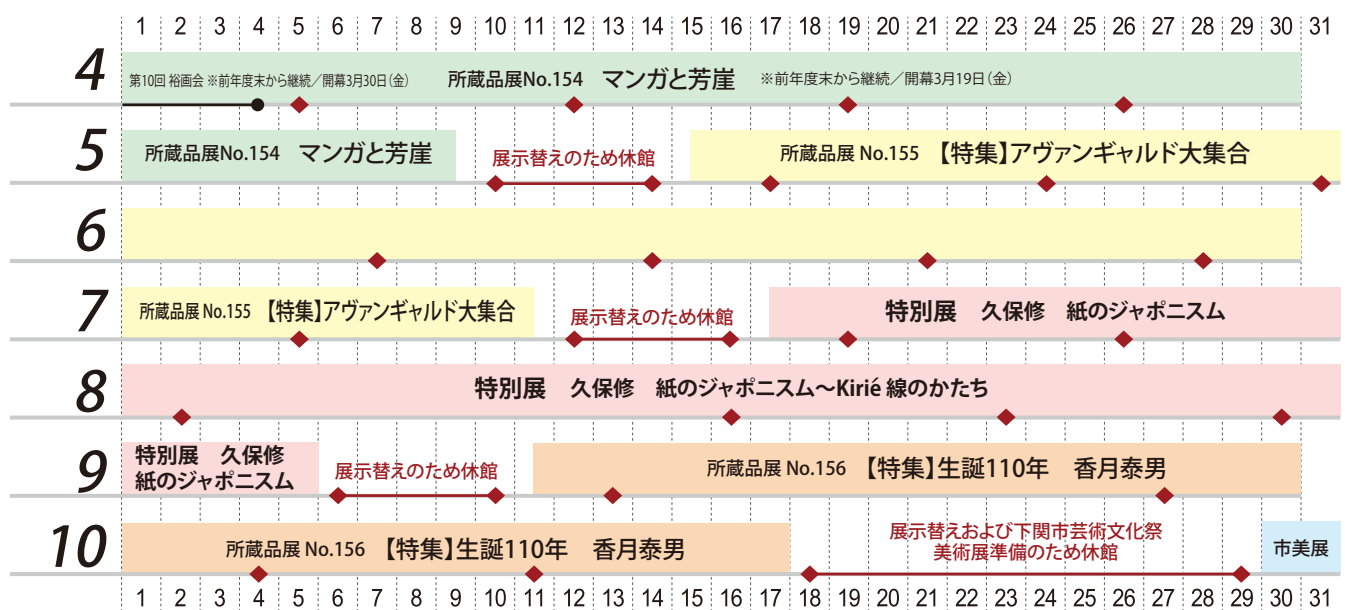 1 2 3 4 5 6 7 8 9 10 11 12 13 14 15 16 17 18 19 20 21 22 23 24 25 26 27 28 29 30 31
4
第10回 裕画会 ※前年度末から継続／開幕3月30日（金） 所蔵品展No.154 マンガと芳崖 ※前年度末から継続／開幕3月19日（金）
5
所蔵品展No.154 マンガと芳崖
展示替えのため休館
所蔵品展 No.155 【特集】アヴァンギャルド大集合
6
7
所蔵品展 No.155 【特集】アヴァンギャルド大集合
展示替えのため休館
特別展 久保修 紙のジャポニスム
8
特別展 久保修 紙のジャポニスム〜Kirié 線のかたち
9
特別展 久保修
紙のジャポニスム
展示替えのため休館
所蔵品展 No.156 【特集】生誕110年 香月泰男
10
所蔵品展 No.156 【特集】生誕110年 香月泰男
展示替えおよび下関市芸術文化祭
美術展準備のため休館
市美展
1 2 3 4 5 6 7 8 9 10 11 12 13 14 15 16 17 18 19 20 21 22 23 24 25 26 27 28 29 30 31